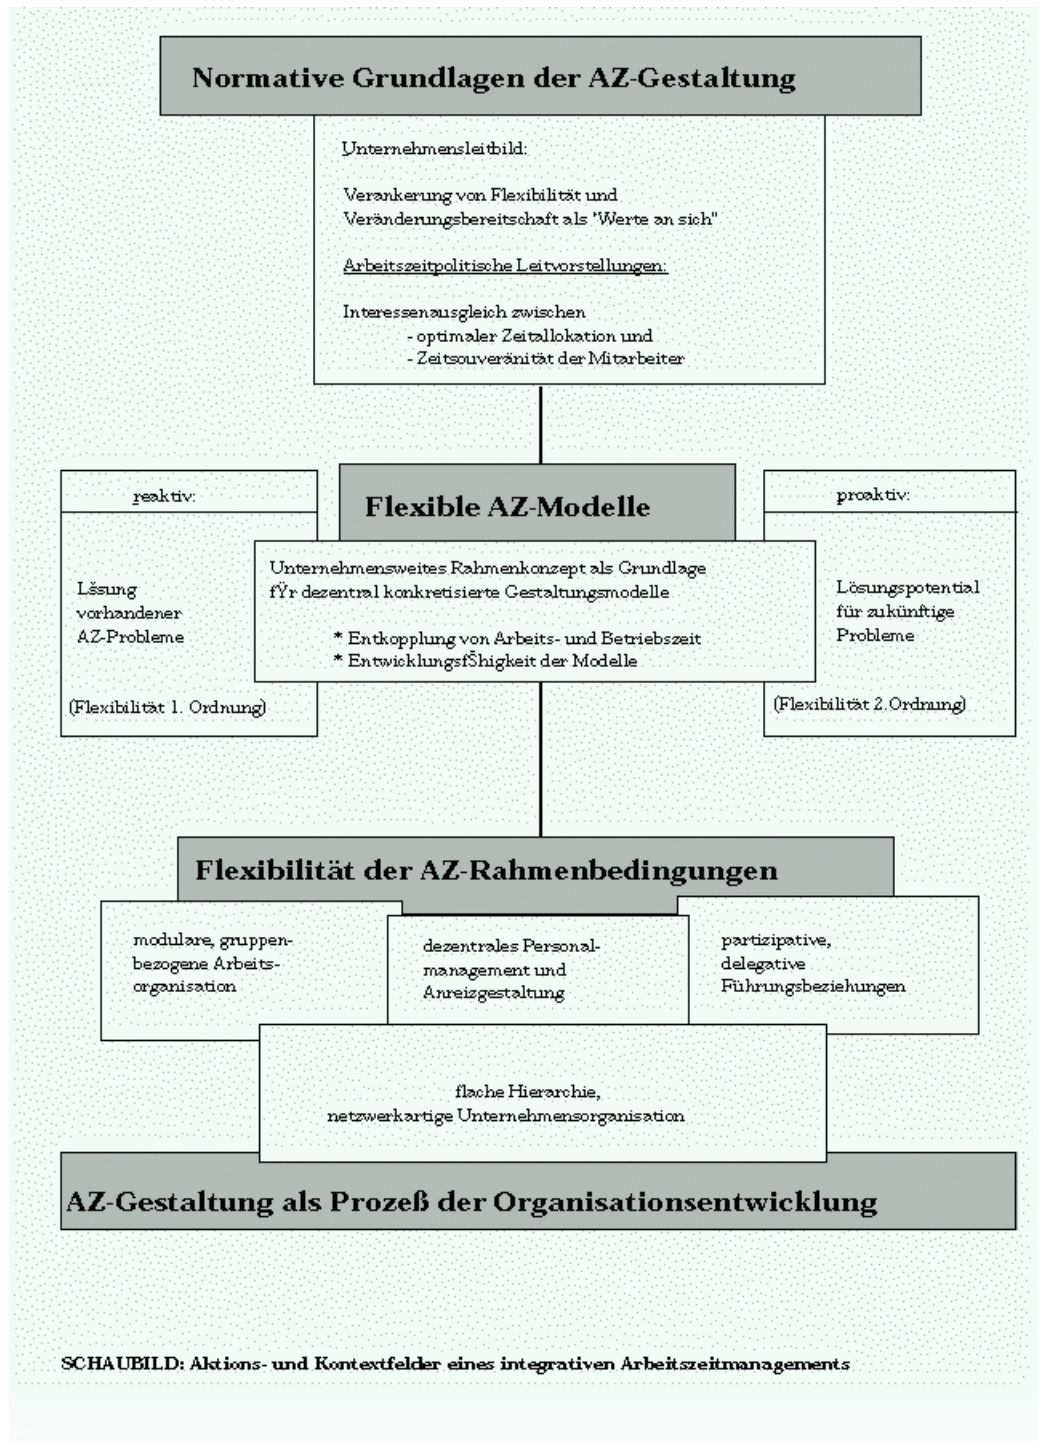 Normative Grundlagen der AZ-Gestaltung
Unternehmensleitbild:
Verankerung von Flexibilität und
Veränderungsbereitschaft als "Werte an sich"
Arbeitszeitpolitische Leitvorstellungen:
Interessenausgleich zwischen
- optimaler Zeitallokation und
- Zeitsouveränität der Mitarbeiter
reaktiv:
Lšsung
vorhandener
AZ-Probleme
(Flexibilität 1. Ordnung)
Flexible AZ-Modelle
Unternehmensweites Rahmenkonzept als Grundlage
fŸr dezentral konkretisierte Gestaltungsmodelle
* Entkopplung von Arbeits- und Betriebszeit
* EntwicklungsfŠhigkeit der Modelle
proaktiv:
Lösungspotential
für zukünftige
Probleme
(Flexibilität 2.Ordnung)
Flexibilität der AZ-Rahmenbedingungen
modulare, gruppen-
bezogene Arbeits-
organisation
dezentrales Personal-
management und
Anreizgestaltung
partizipative,
delegative
Führungsbeziehungen
flache Hierarchie,
netzwerkartige Unternehmensorganisation
AZ-Gestaltung als Prozeß der Organisationsentwicklung
SCHAUBILD: Aktions- und Kontextfelder eines integrativen Arbeitszeitmanagements